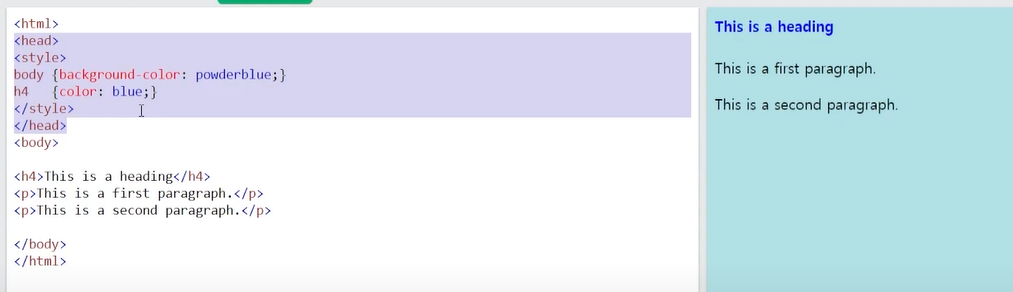 <html>
<head>
<style>
body {background-color: powderblue;}
h4   {color: blue;}
</style>
</head>
<body>
<h4>This is a heading</h4>
<p>This is a first paragraph.</p>
<p>This is a second paragraph.</p>
</body>
</html>
This is a heading
This is a first paragraph.
This is a second paragraph.